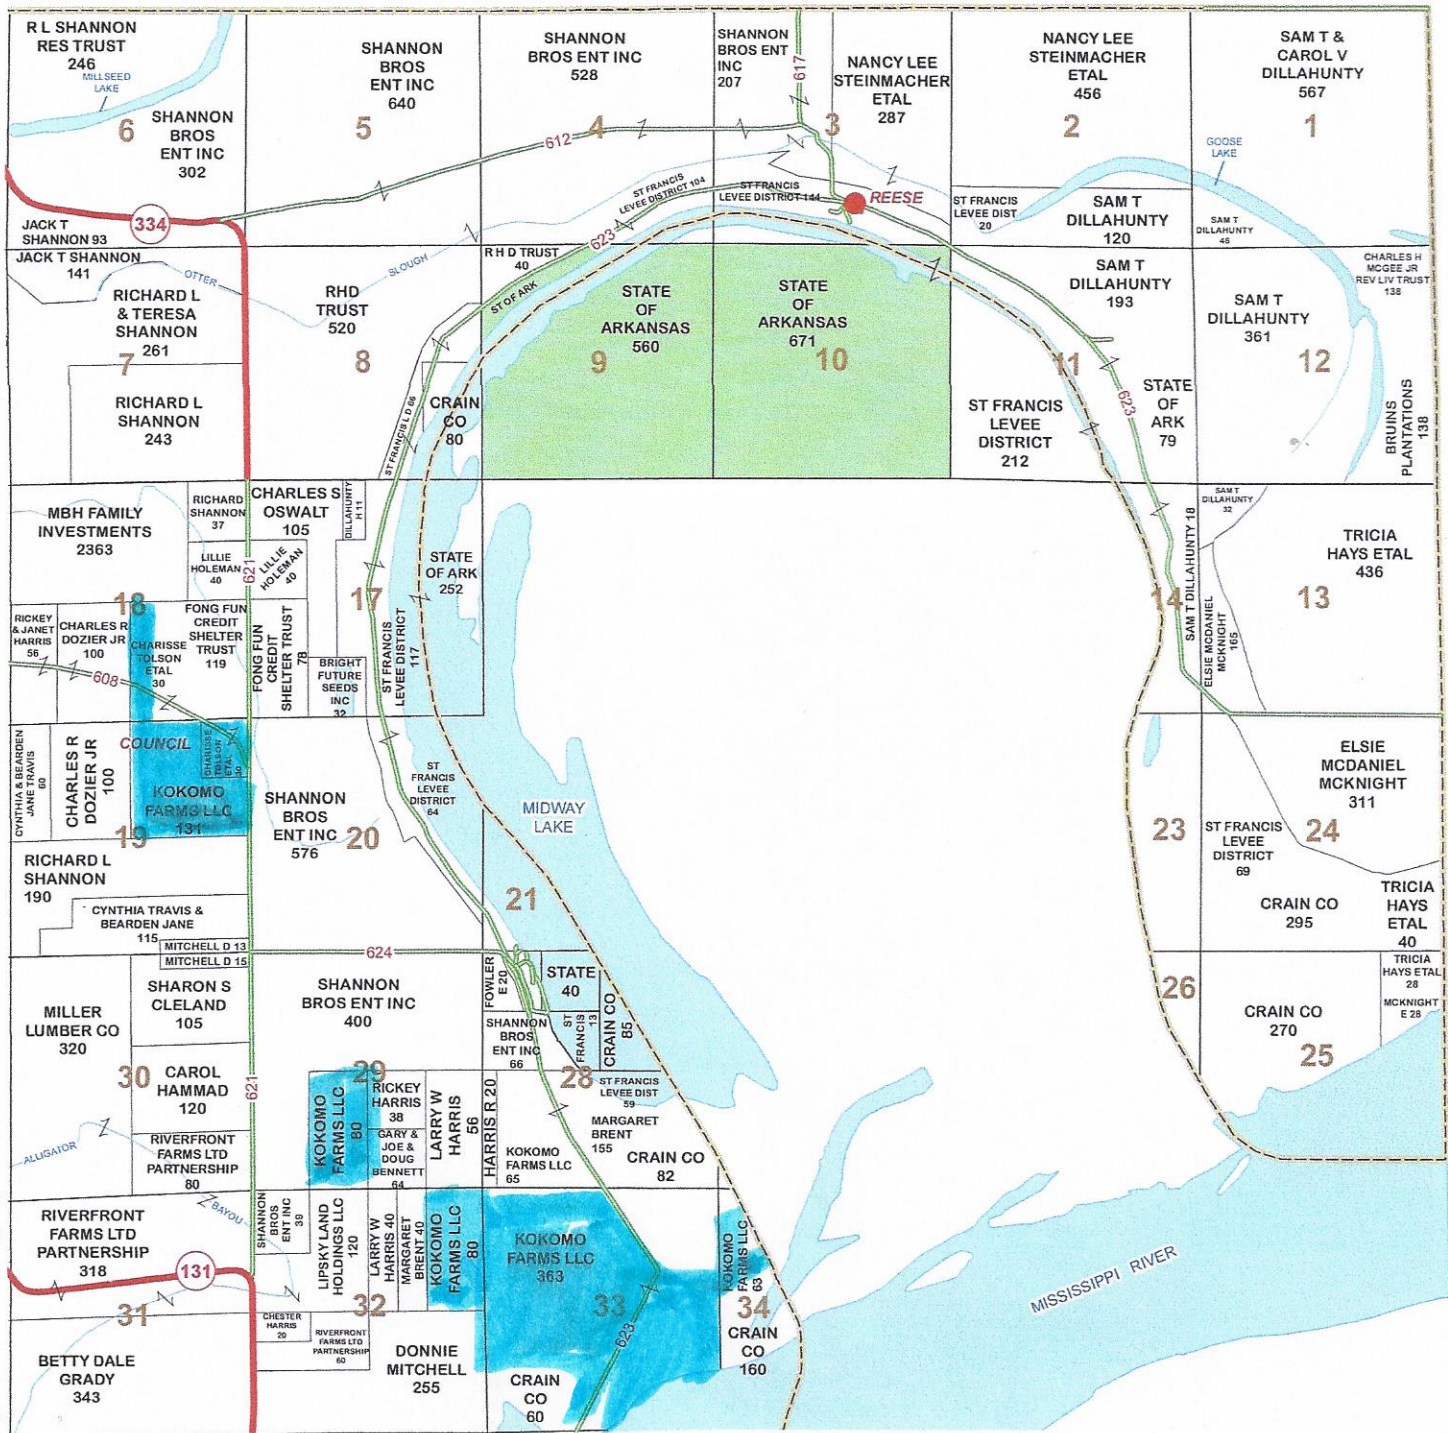 R L SHANNON
RES TRUST
246
MILLSEED
LAKE
6
SHANNON
BROS
ENT INC
302
SHANNON
BROS
ENT INC
640
5
SHANNON
BROS ENT INC
528
4
612
SHANNON
BROS ENT
INC
207
617
3
NANCY LEE
STEINMACHER
ETAL
287
NANCY LEE
STEINMACHER
ETAL
456
2
SAM T &
CAROL V
DILLAHUNTY
567
1
GOOSE
LAKE
334
JACK T
SHANNON 93
ST FRANCIS
LEVEE DISTRICT 104
ST FRANCIS
LEVEE DISTRICT 144
REESE
ST FRANCIS
LEVEE DIST
20
SAM T
DILLAHUNTY
120
SAM T
DILLAHUNTY
46
JACK T SHANNON
141
OTTER
SLOUGH
RICHARD L
& TERESA
SHANNON
261
7
RICHARD L
SHANNON
243
RHD
TRUST
520
8
R H D TRUST
40
623
ST OF ARK
ST FRANCIS L D 66
CRAIN
CO
80
STATE
OF
ARKANSAS
560
9
STATE
OF
ARKANSAS
671
10
SAM T
DILLAHUNTY
193
11
ST FRANCIS
LEVEE
DISTRICT
212
STATE
OF
ARK
79
623
SAM T
DILLAHUNTY
361
12
CHARLES H
MCGEE JR
REV LIV TRUST
138
BRUINS
PLANTATIONS
138
MBH FAMILY
INVESTMENTS
2363
RICHARD
SHANNON
37
LILLIE
HOLEMAN
40
621
CHARLES S
OSWALT
105
LILLIE
HOLEMAN
40
DILLAHUNTY
H 11
17
STATE
OF ARK
252
ST FRANCIS
LEVEE DISTRICT
117
18
RICKEY
& JANET
HARRIS
56
CHARLES R
DOZIER JR
100
CHARISSE
TOLSON
ETAL
30
FONG FUN
CREDIT
SHELTER
TRUST
119
FONG FUN
CREDIT
SHELTER TRUST
78
BRIGHT
FUTURE
SEEDS
INC
32
608
14
SAM T DILLAHUNTY 18
SAM T
DILLAHUNTY
32
ELSIE MCDANIEL
MCKNIGHT
165
TRICIA
HAYS ETAL
436
13
CYNTHIA & BEARDEN
JANE TRAVIS
60
CHARLES R
DOZIER JR
100
COUNCIL
CHARISSE
TOLSON
ETAL
30
KOKOMO
FARMS LLC
131
19
RICHARD L
SHANNON
190
CYNTHIA TRAVIS &
BEARDEN JANE
115
MITCHELL D 13
MITCHELL D 15
SHANNON
BROS
ENT INC
576
20
ST
FRANCIS
LEVEE
DISTRICT
64
MIDWAY
LAKE
21
23
ELSIE
MCDANIEL
MCKNIGHT
311
24
ST FRANCIS
LEVEE
DISTRICT
69
CRAIN CO
295
TRICIA
HAYS
ETAL
40
624
MILLER
LUMBER CO
320
SHARON S
CLELAND
105
30
CAROL
HAMMAD
120
RIVERFRONT
FARMS LTD
PARTNERSHIP
80
ALLIGATOR
BAYOU
621
SHANNON
BROS ENT INC
400
29
FOWLER
E 20
STATE
40
SHANNON
BROS
ENT INC
66
ST
FRANCIS
13
CRAIN CO
85
28
ST FRANCIS
LEVEE DIST
59
26
CRAIN CO
270
25
TRICIA
HAYS ETAL
28
MCKNIGHT
E 28
KOKOMO
FARMS LLC
80
RICKEY
HARRIS
38
GARY &
JOE &
DOUG
BENNETT
64
LARRY W
HARRIS
56
HARRIS R 20
KOKOMO
FARMS LLC
65
MARGARET
BRENT
155
CRAIN CO
82
RIVERFRONT
FARMS LTD
PARTNERSHIP
318
131
31
BETTY DALE
GRADY
343
SHANNON
BROS
ENT INC
39
LIPSKY LAND
HOLDINGS LLC
120
LARRY W
HARRIS 40
MARGARET
BRENT 40
KOKOMO
FARMS LLC
80
32
CHESTER
HARRIS
20
RIVERFRONT
FARMS LTD
PARTNERSHIP
60
DONNIE
MITCHELL
255
KOKOMO
FARMS LLC
363
33
623
CRAIN
CO
60
KOKOMO
FARMS LLC
63
34
CRAIN
CO
160
MISSISSIPPI RIVER